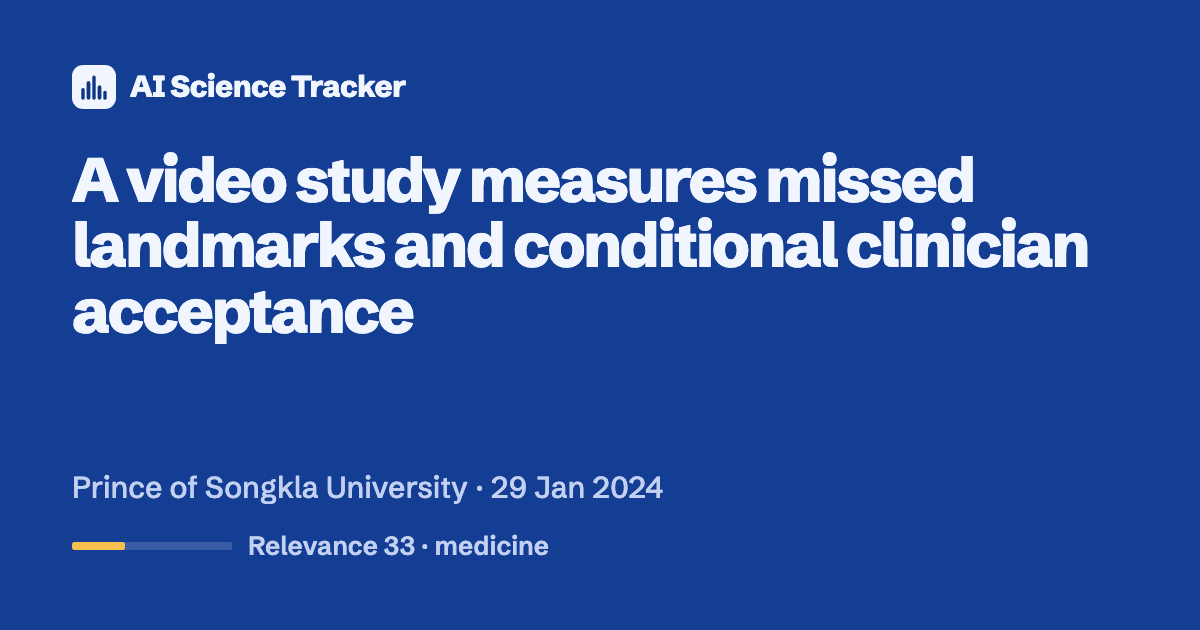 AI Science Tracker
A video study measures missed
landmarks and conditional clinician
acceptance
Prince of Songkla University · 29 Jan 2024
Relevance 33 · medicine